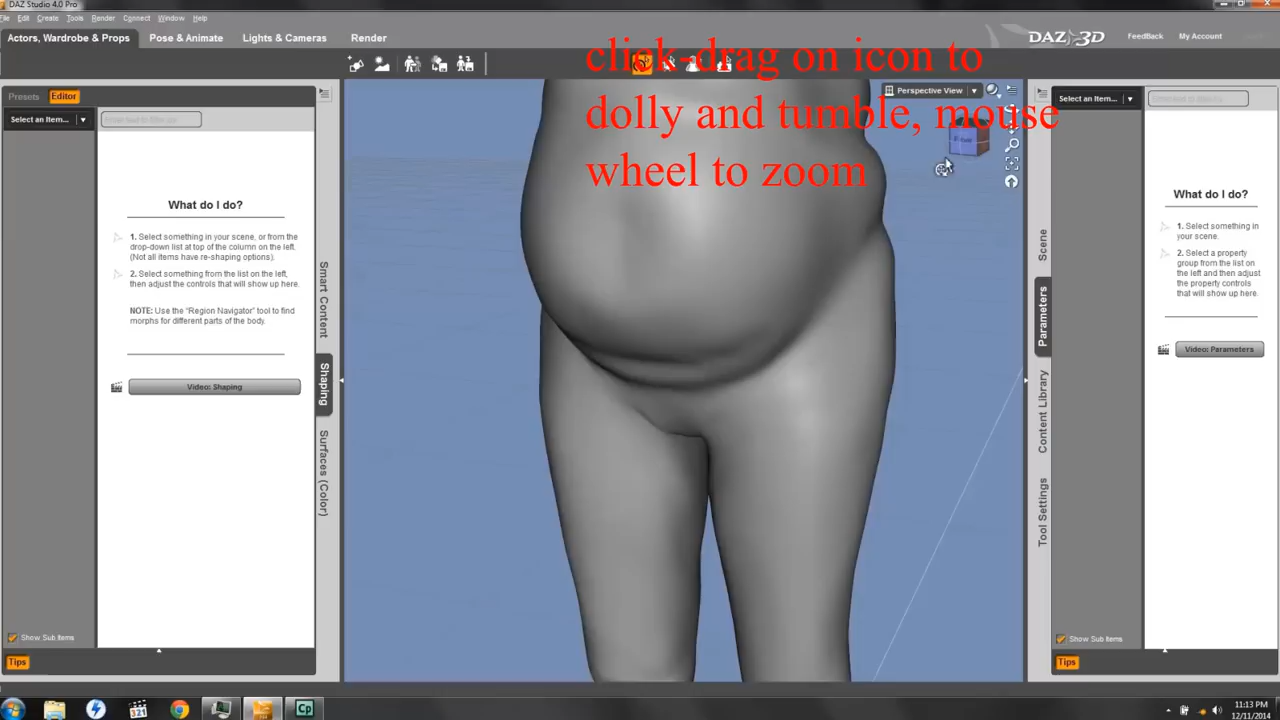 DAZ Studio 4.0 Pro
File Edit Create Tools Render Connect Window Help
Actors, Wardrobe & Props Pose & Animate Lights & Cameras Render
DAZ 3D FeedBack My Account
click-drag on icon to
dolly and tumble, mouse
wheel to zoom
Presets Editor
Select an Item...
Perspective View
Select an Item...
What do I do?
1. Select something in your scene, or from the
drop-down list at top of the column on the left.
(Not all items have re-shaping options).
2. Select something from the list on the left,
then adjust the controls that will show up here.
NOTE: Use the "Region Navigator" tool to find
morphs for different parts of the body.
Video: Shaping
Smart Content
Shaping
Surfaces (Color)
Scene
Parameters
Content Library
Tool Settings
What do I do?
1. Select something in
your scene.
2. Select a property
group from the list on
the left and then adjust
the property controls
that will show up here.
Video: Parameters
Show Sub Items
Tips
Show Sub Items
Tips
321
Cp
11:13 PM
12/11/2014